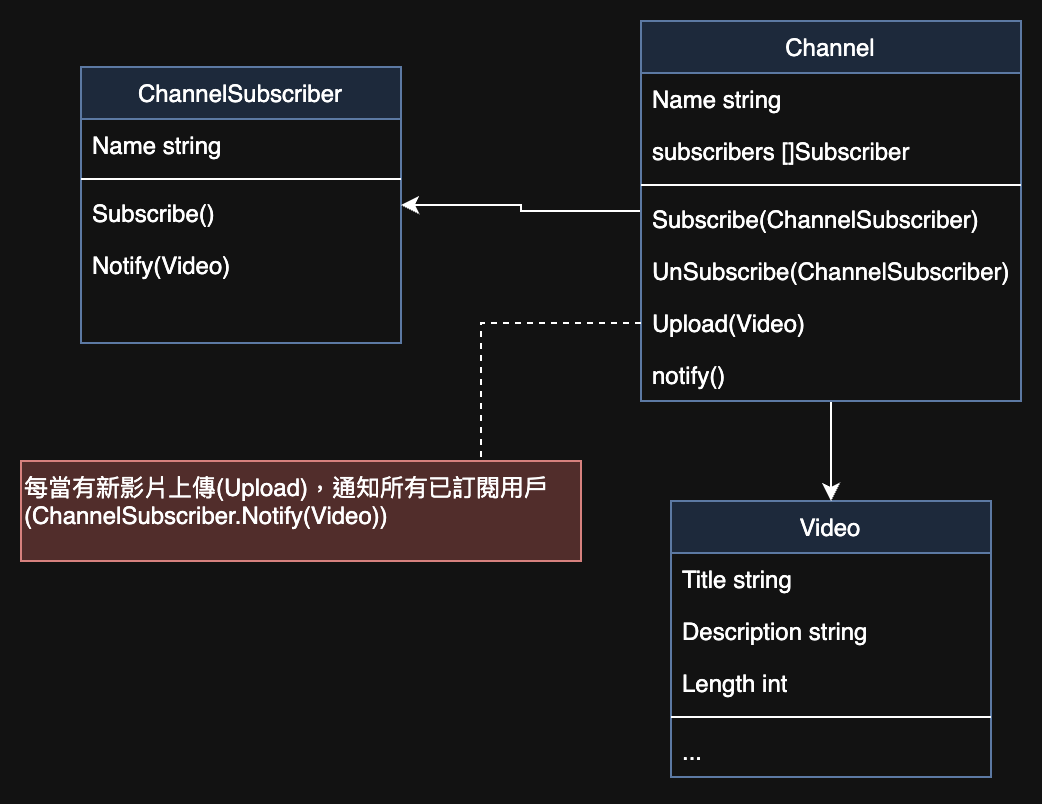 ChannelSubscriber
Name string
Subscribe()
Notify(Video)
Channel
Name string
subscribers []Subscriber
Subscribe(ChannelSubscriber)
UnSubscribe(ChannelSubscriber)
Upload(Video)
notify()
每當有新影片上傳(Upload)，通知所有已訂閱用戶
(ChannelSubscriber.Notify(Video))
Video
Title string
Description string
Length int
...